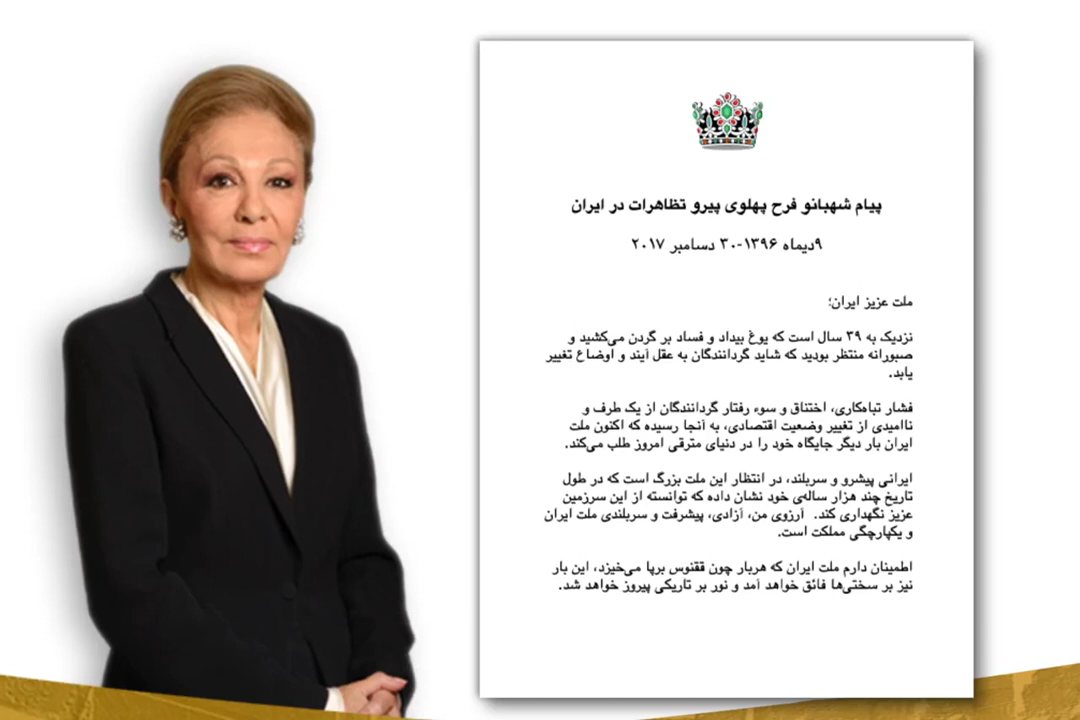 پیام شهبانو فرح پهلوی پیرو تظاهرات در ایران
۹دیماه ۱۳۹۶-۳۰ دسامبر ۲۰۱۷
ملت عزیز ایران؛
نزدیک به ۳۹ سال است که یوغ بیداد و فساد بر گردن می‌کشید و
صبورانه منتظر بودید که شاید گردانندگان به عقل آیند و اوضاع تغییر
یابد.
فشار تباه‌کاری، اختناق و سوء رفتار گردانندگان از یک طرف و
ناامیدی از تغییر وضعیت اقتصادی، به آنجا رسیده که اکنون ملت
ایران بار دیگر جایگاه خود را در دنیای مترقی امروز طلب می‌کند.
ایرانی پیشرو و سربلند، در انتظار این ملت بزرگ است که در طول
تاریخ چند هزار ساله‌ی خود نشان داده که توانسته از این سرزمین
عزیز نگهداری کند. آرزوی من، آزادی، پیشرفت و سربلندی ملت ایران
و یکپارچگی مملکت است.
اطمینان دارم ملت ایران که هربار چون ققنوس برپا می‌خیزد، این بار
نیز بر سختی‌ها فائق خواهد آمد و نور بر تاریکی پیروز خواهد شد.